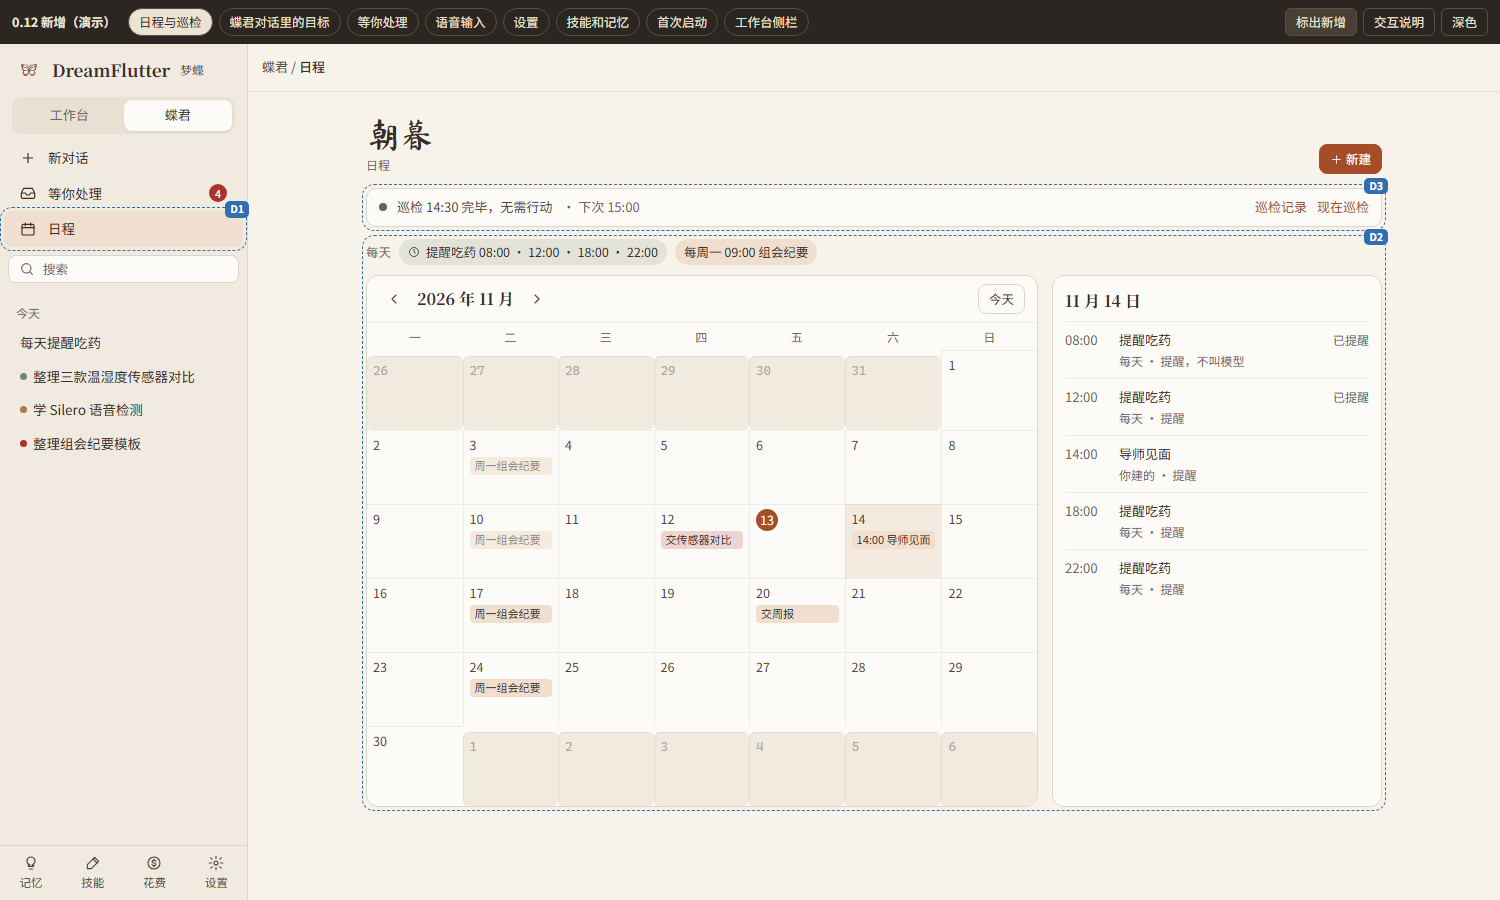 0.12 新增（演示） 日程与巡检 蝶君对话里的目标 等你处理 语音输入 设置 技能和记忆 首次启动 工作台侧栏 标出新增 交互说明 深色
DreamFlutter 梦蝶
工作台 蝶君
新对话
等你处理 4
D1
日程
搜索
今天
每天提醒吃药
整理三款温湿度传感器对比
学 Silero 语音检测
整理组会纪要模板
记忆 技能 花费 设置
蝶君 / 日程
朝暮
日程
+ 新建
D3
巡检 14:30 完毕，无需行动 · 下次 15:00 巡检记录 现在巡检
D2
每天 提醒吃药 08:00 · 12:00 · 18:00 · 22:00 每周一 09:00 组会纪要
2026 年 11 月 今天
一 二 三 四 五 六 日
26 27 28 29 30 31 1
2 3 4 5 6 7 8
周一组会纪要
9 10 11 12 13 14 15
周一组会纪要 交传感器对比 14:00 导师见面
16 17 18 19 20 21 22
周一组会纪要 交周报
23 24 25 26 27 28 29
周一组会纪要
30 1 2 3 4 5 6
11 月 14 日
08:00 提醒吃药 已提醒
每天 · 提醒，不叫模型
12:00 提醒吃药 已提醒
每天 · 提醒
14:00 导师见面
你建的 · 提醒
18:00 提醒吃药
每天 · 提醒
22:00 提醒吃药
每天 · 提醒